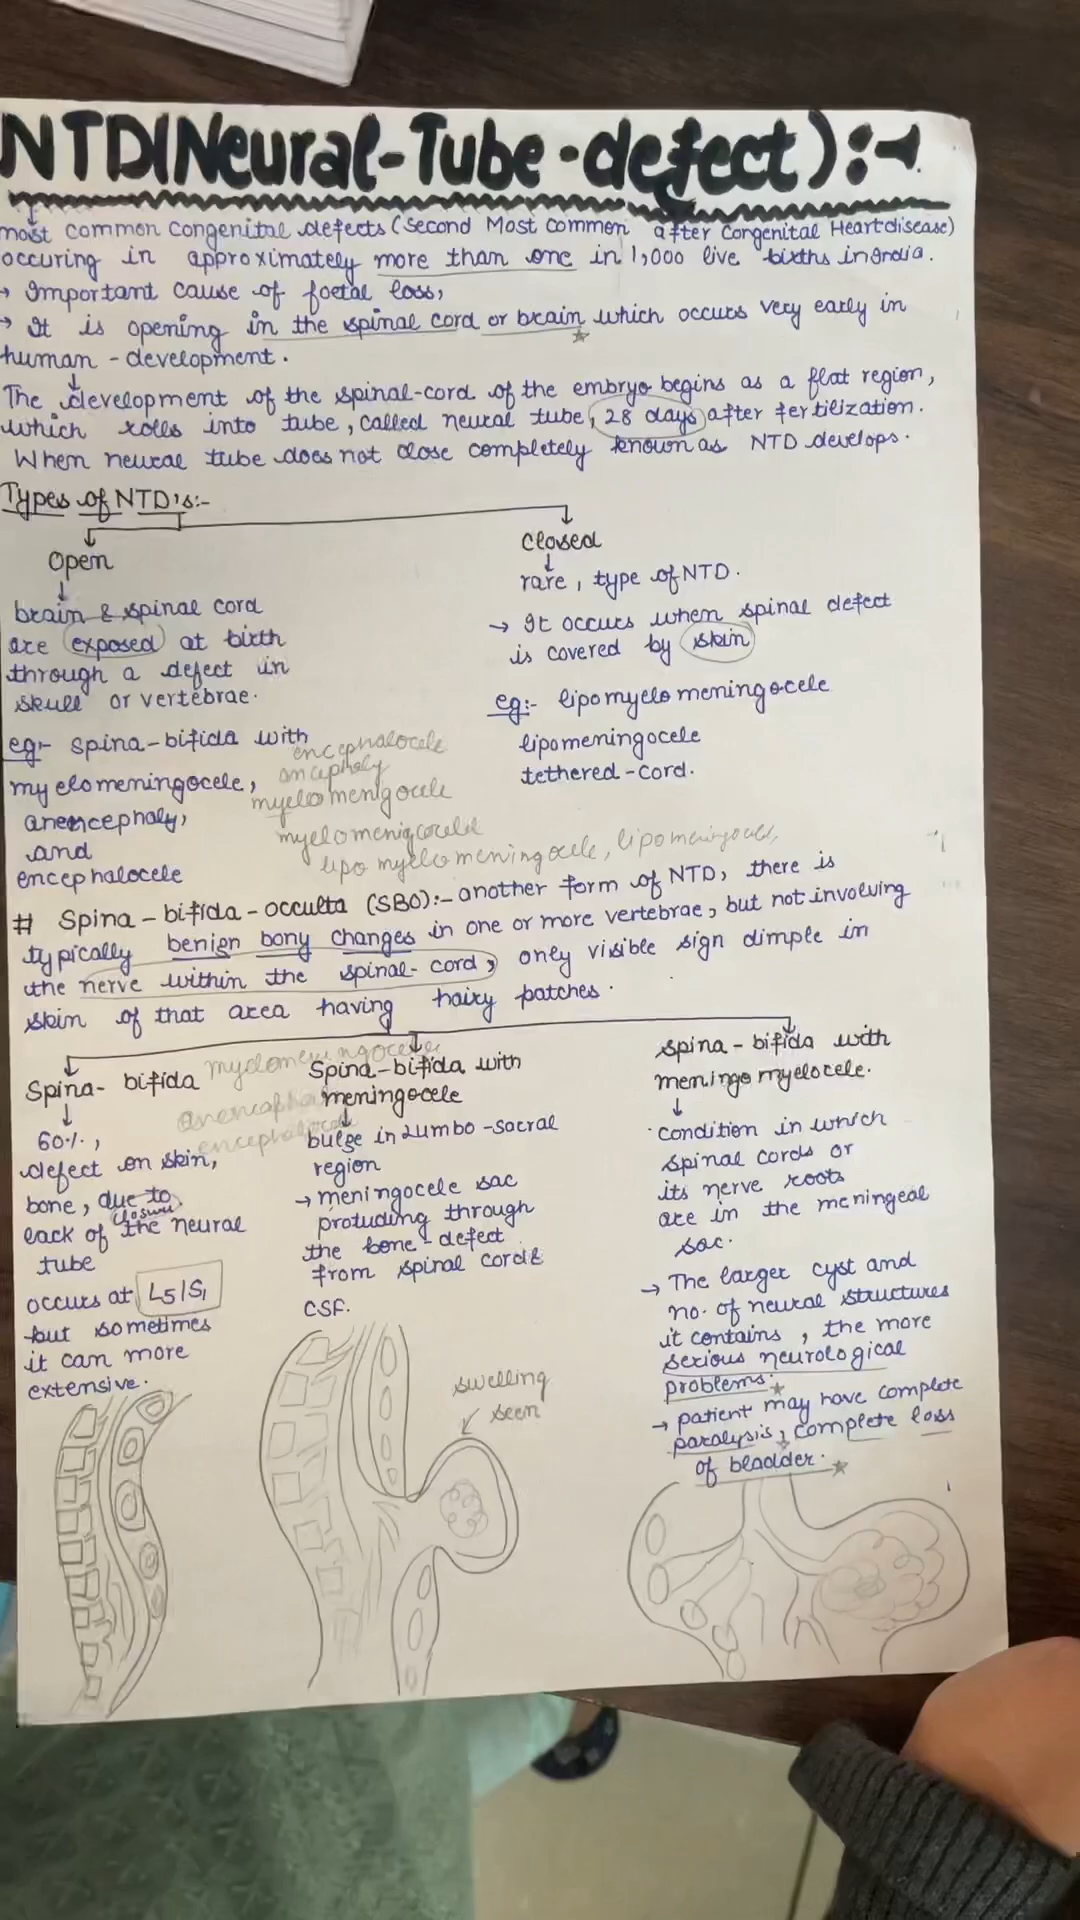 NTD(Neural-Tube-defect):-
most common congenital defects (Second Most Common after Congenital Heart disease)
occuring in approximately more than one in 1,000 live births in India.
→ Important cause of foetal loss,
→ It is opening in the spinal cord or brain which occurs very early in
human-development.
The development of the spinal-cord of the embryo begins as a flat region,
which rolls into tube, called neural tube, 28 days after fertilization.
When neural tube does not close completely known as NTD develops.
Types of NTD's:-
Open
brain & spinal cord
are exposed at birth
through a defect in
skull or vertebrae.
eg:- spina-bifida with
myelomeningocele,
anencephaly,
and
encephalocele
encephalocele
ancephaly
myelomenigocele
myelomenigocele
lipo myelomeningocele, lipomeningocele,
Closed
rare, type of NTD.
→ It occurs when spinal defect
is covered by skin
eg:- lipomyelomeningocele
lipomeningocele
tethered-cord.
# Spina-bifida-occulta (SBO):- another form of NTD, there is
typically benign bony changes in one or more vertebrae, but not involving
the nerve within the spinal-cord, only visible sign dimple in
skin of that area having hairy patches.
Spina-bifida
60%,
defect on skin,
bone, due to
lack of closure the neural
tube
occurs at L5/S1
but sometimes
it can more
extensive.
myelomeningocele
anencephaly
encephalocele
Spina-bifida with
meningocele
bulge in Lumbo-sacral
region
→ meningocele sac
protuding through
the bone-defect
from spinal cord &
CSF.
swelling
seen
spina-bifida with
meningomyelocele.
condition in which
spinal cords or
its nerve roots
are in the meningeal
sac.
→ The larger cyst and
no. of neural structures
it contains, the more
serious neurological
problems.
→ patient may have complete
paralysis, complete loss
of bladder.